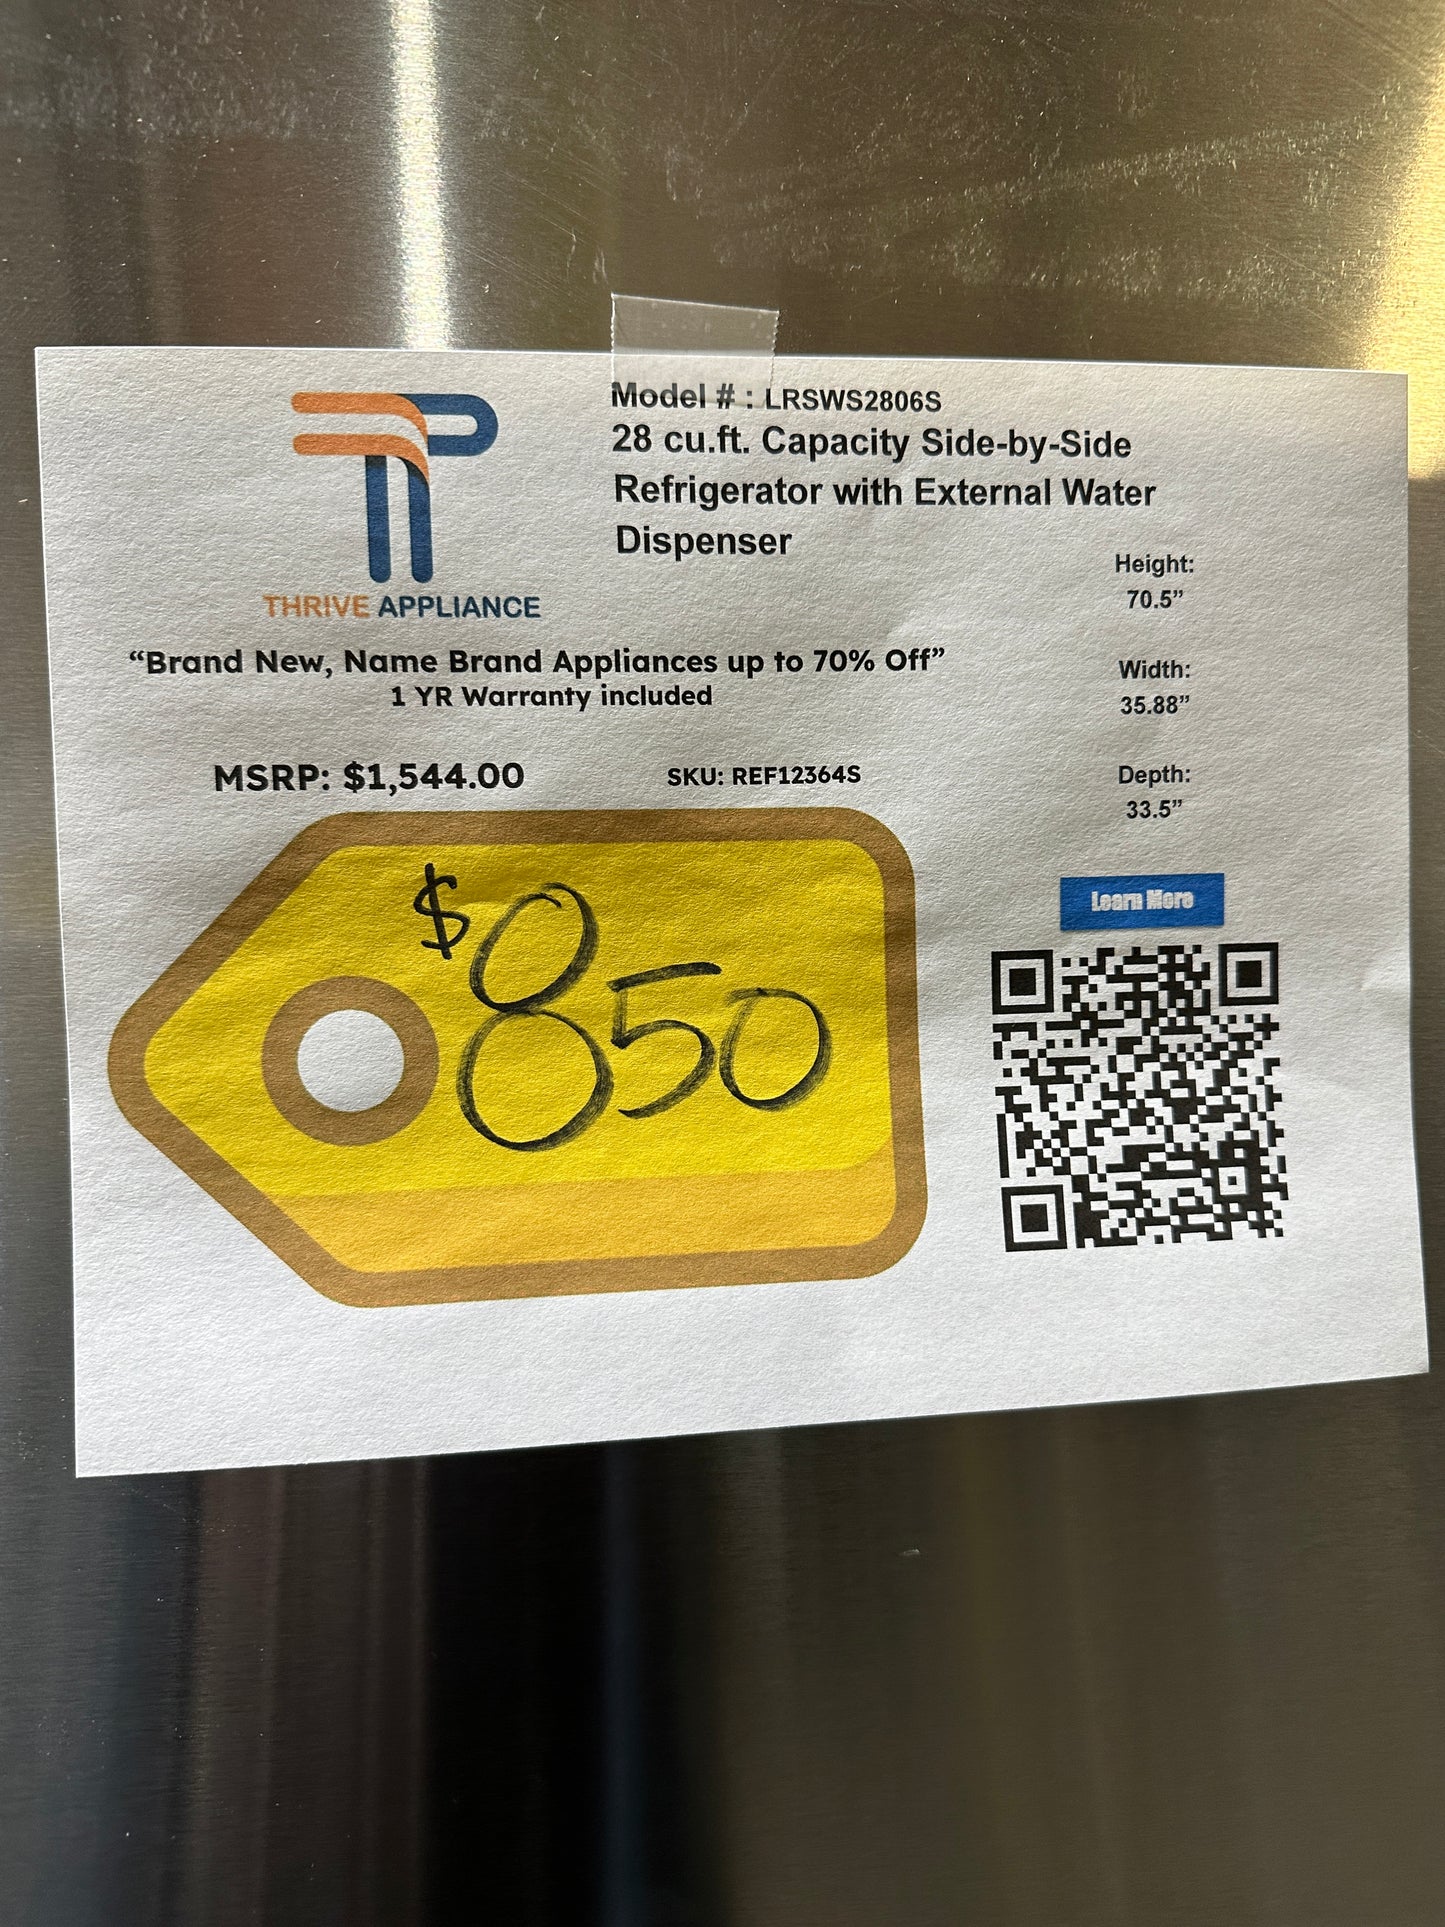 Model # : LRSWS2806S
28 cu.ft. Capacity Side-by-Side
Refrigerator with External Water
Dispenser
THRIVE APPLIANCE
“Brand New, Name Brand Appliances up to 70% Off”
1 YR Warranty included
MSRP: $1,544.00
SKU: REF12364S
$850
Height:
70.5”
Width:
35.88”
Depth:
33.5”
Learn More